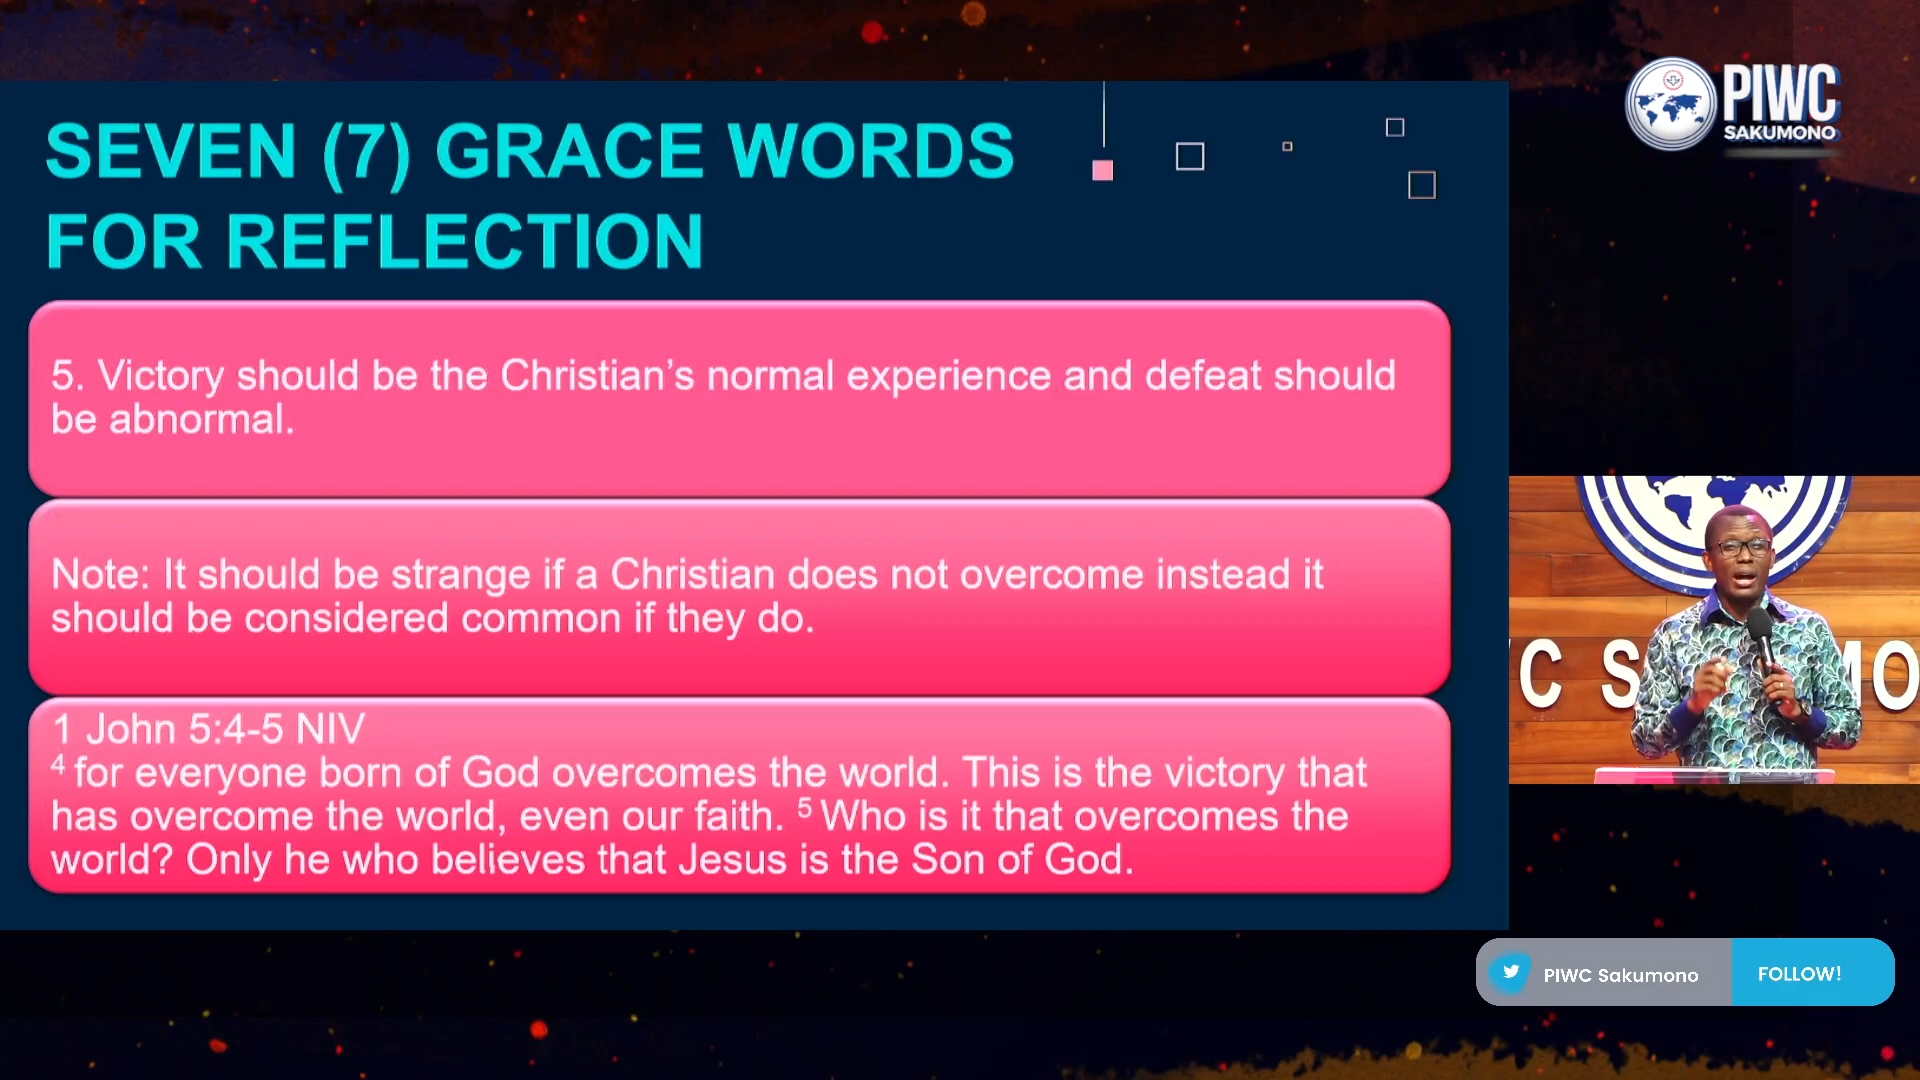 SEVEN (7) GRACE WORDS
FOR REFLECTION
5. Victory should be the Christian’s normal experience and defeat should
be abnormal.
Note: It should be strange if a Christian does not overcome instead it
should be considered common if they do.
1 John 5:4-5 NIV
4 for everyone born of God overcomes the world. This is the victory that
has overcome the world, even our faith. 5 Who is it that overcomes the
world? Only he who believes that Jesus is the Son of God.
PIWC
SAKUMONO
C S MO
PIWC Sakumono FOLLOW!